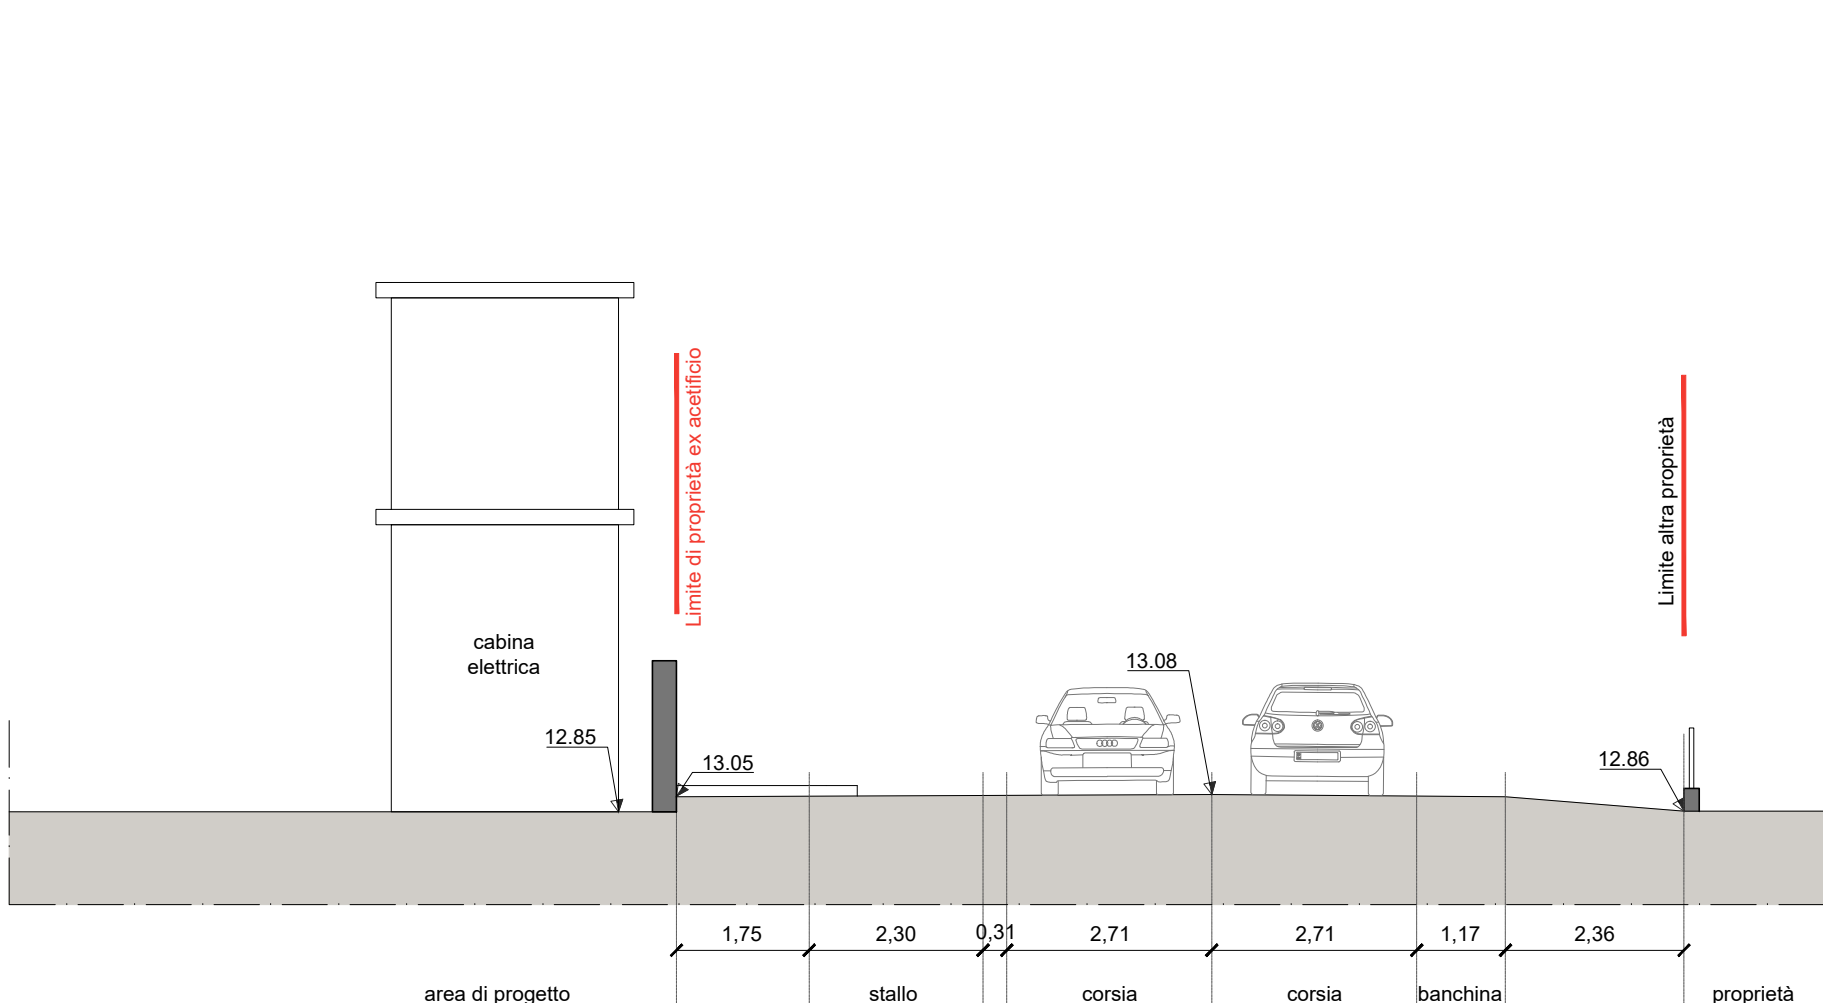 Limite di proprietà ex acetificio
Limite altra proprietà
cabina
elettrica
13.08
12.85
13.05
12.86
1,75
2,30
0,31
2,71
2,71
1,17
2,36
area di progetto
stallo
corsia
corsia
banchina
proprietà